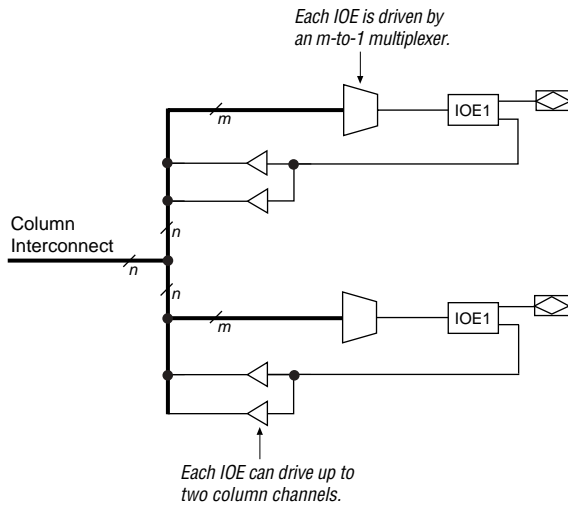 Each IOE is driven by
an m-to-1 multiplexer.
m
IOE1
n
Column
Interconnect
n
n
m
IOE1
Each IOE can drive up to
two column channels.